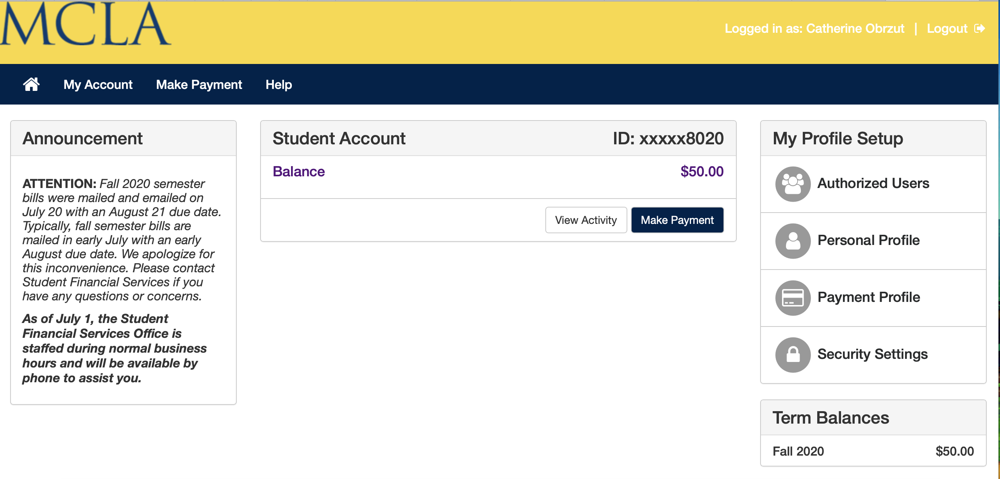 MCLA
Logged in as: Catherine Obrzut | Logout
My Account
Make Payment
Help
Announcement
ATTENTION: Fall 2020 semester
bills were mailed and emailed on
July 20 with an August 21 due date.
Typically, fall semester bills are
mailed in early July with an early
August due date. We apologize for
this inconvenience. Please contact
Student Financial Services if you
have any questions or concerns.
As of July 1, the Student
Financial Services Office is
staffed during normal business
hours and will be available by
phone to assist you.
Student Account ID: xxxxx8020
Balance $50.00
View Activity
Make Payment
My Profile Setup
Authorized Users
Personal Profile
Payment Profile
Security Settings
Term Balances
Fall 2020 $50.00